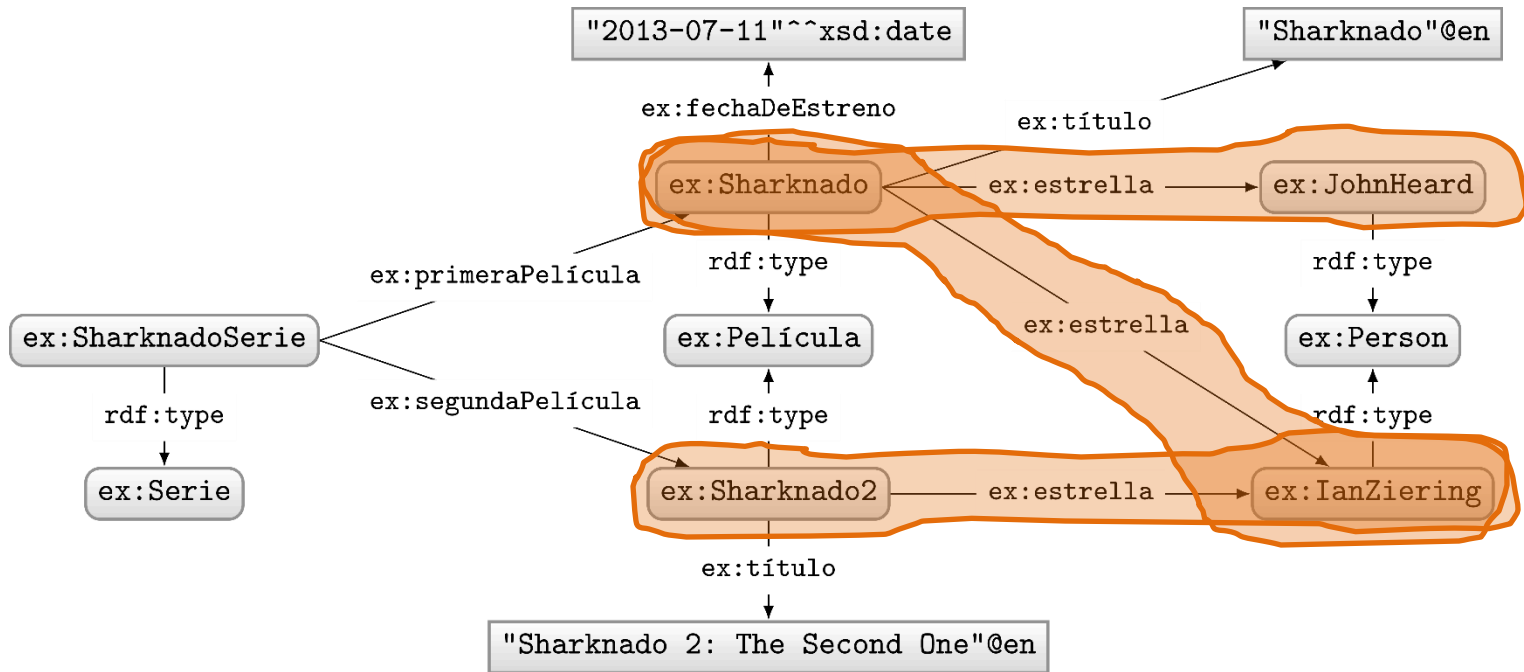 "2013-07-11"^^xsd:date "Sharknado"@en
ex:fechaDeEstreno
ex:título
ex:Sharknado ex:estrella ex:JohnHeard
rdf:type rdf:type
ex:primeraPelícula
ex:estrella
ex:SharknadoSerie ex:Película ex:Person
ex:segundaPelícula
rdf:type rdf:type rdf:type
ex:Serie ex:Sharknado2 ex:estrella ex:IanZiering
ex:título
"Sharknado 2: The Second One"@en